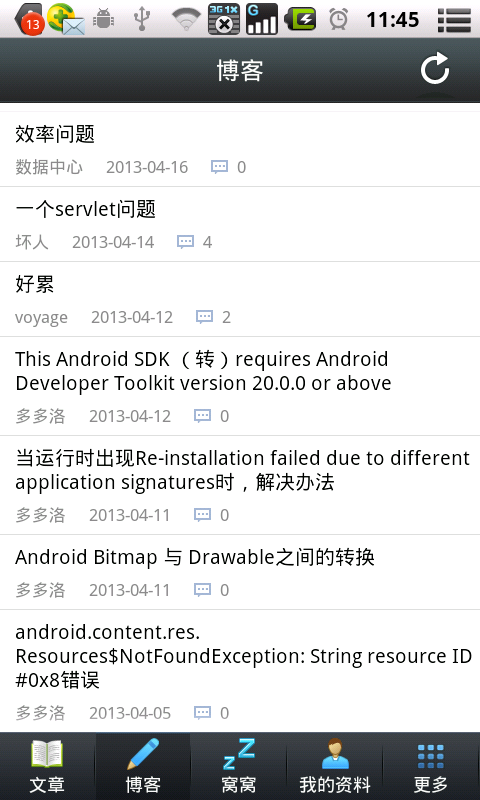 13
3G 1X
G
11:45
博客
效率问题
数据中心 2013-04-16 0
一个servlet问题
坏人 2013-04-14 4
好累
voyage 2013-04-12 2
This Android SDK （转）requires Android
Developer Toolkit version 20.0.0 or above
多多洛 2013-04-12 0
当运行时出现Re-installation failed due to different
application signatures时，解决办法
多多洛 2013-04-11 0
Android Bitmap 与 Drawable之间的转换
多多洛 2013-04-11 0
android.content.res.
Resources$NotFoundException: String resource ID
#0x8错误
多多洛 2013-04-05 0
文章 博客 窝窝 我的资料 更多